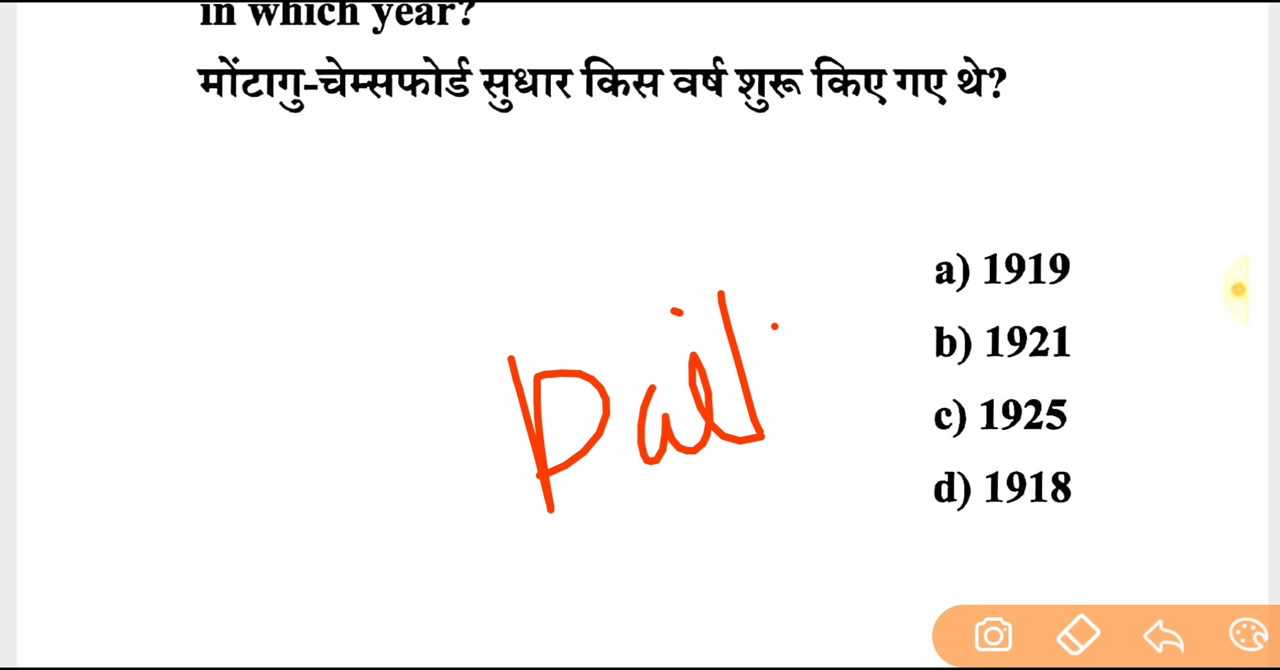 in which year?
मोंटागु-चेम्सफोर्ड सुधार किस वर्ष शुरू किए गए थे?
a) 1919
b) 1921
c) 1925
d) 1918